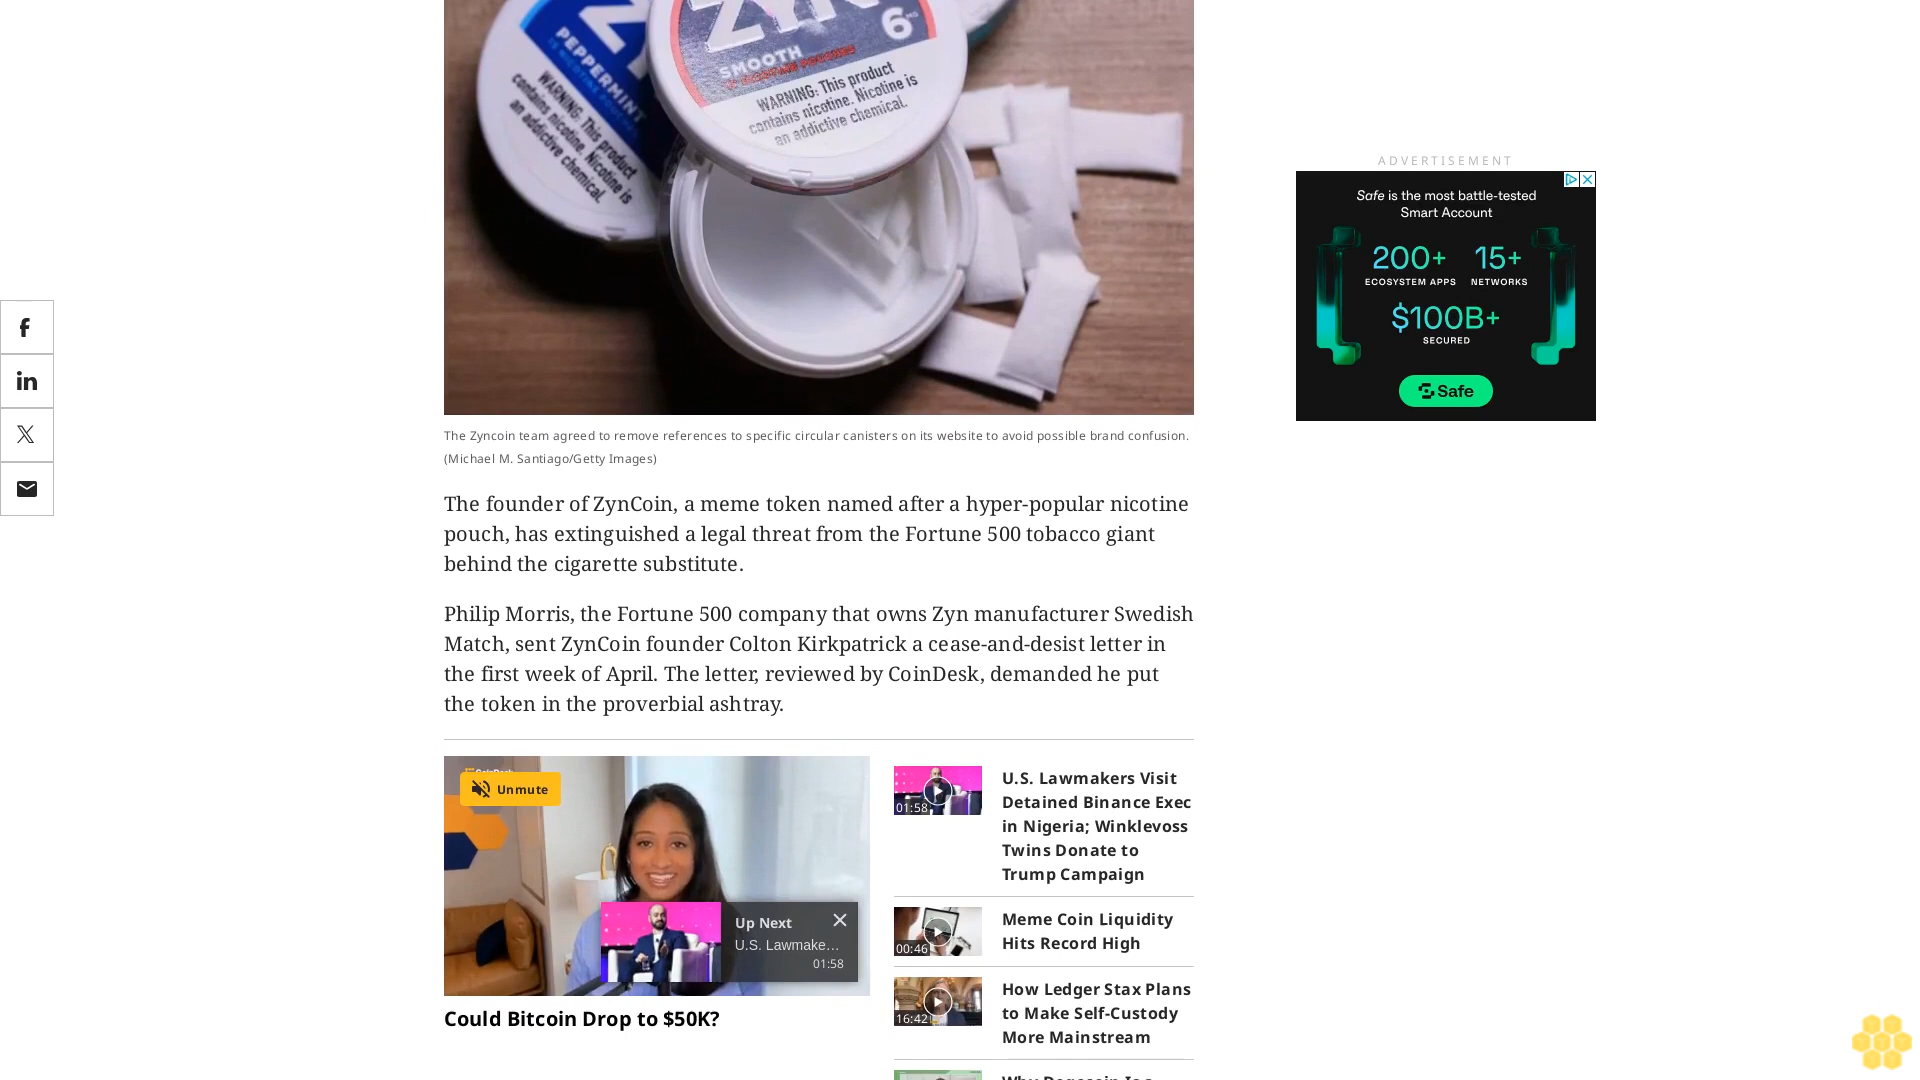 ZYN
6 MG
SMOOTH
PEPPERMINT
WARNING: This product
contains nicotine. Nicotine is
an addictive chemical.
WARNING: This product
contains nicotine. Nicotine is
an addictive chemical.
ADVERTISEMENT
Safe is the most battle-tested
Smart Account
200+ 15+
ECOSYSTEM APPS NETWORKS
$100B+
SECURED
Safe
The Zyncoin team agreed to remove references to specific circular canisters on its website to avoid possible brand confusion.
(Michael M. Santiago/Getty Images)
The founder of ZynCoin, a meme token named after a hyper-popular nicotine
pouch, has extinguished a legal threat from the Fortune 500 tobacco giant
behind the cigarette substitute.
Philip Morris, the Fortune 500 company that owns Zyn manufacturer Swedish
Match, sent ZynCoin founder Colton Kirkpatrick a cease-and-desist letter in
the first week of April. The letter, reviewed by CoinDesk, demanded he put
the token in the proverbial ashtray.
Unmute
Up Next
U.S. Lawmake...
01:58
Could Bitcoin Drop to $50K?
01:58
U.S. Lawmakers Visit
Detained Binance Exec
in Nigeria; Winklevoss
Twins Donate to
Trump Campaign
00:46
Meme Coin Liquidity
Hits Record High
16:42
How Ledger Stax Plans
to Make Self-Custody
More Mainstream